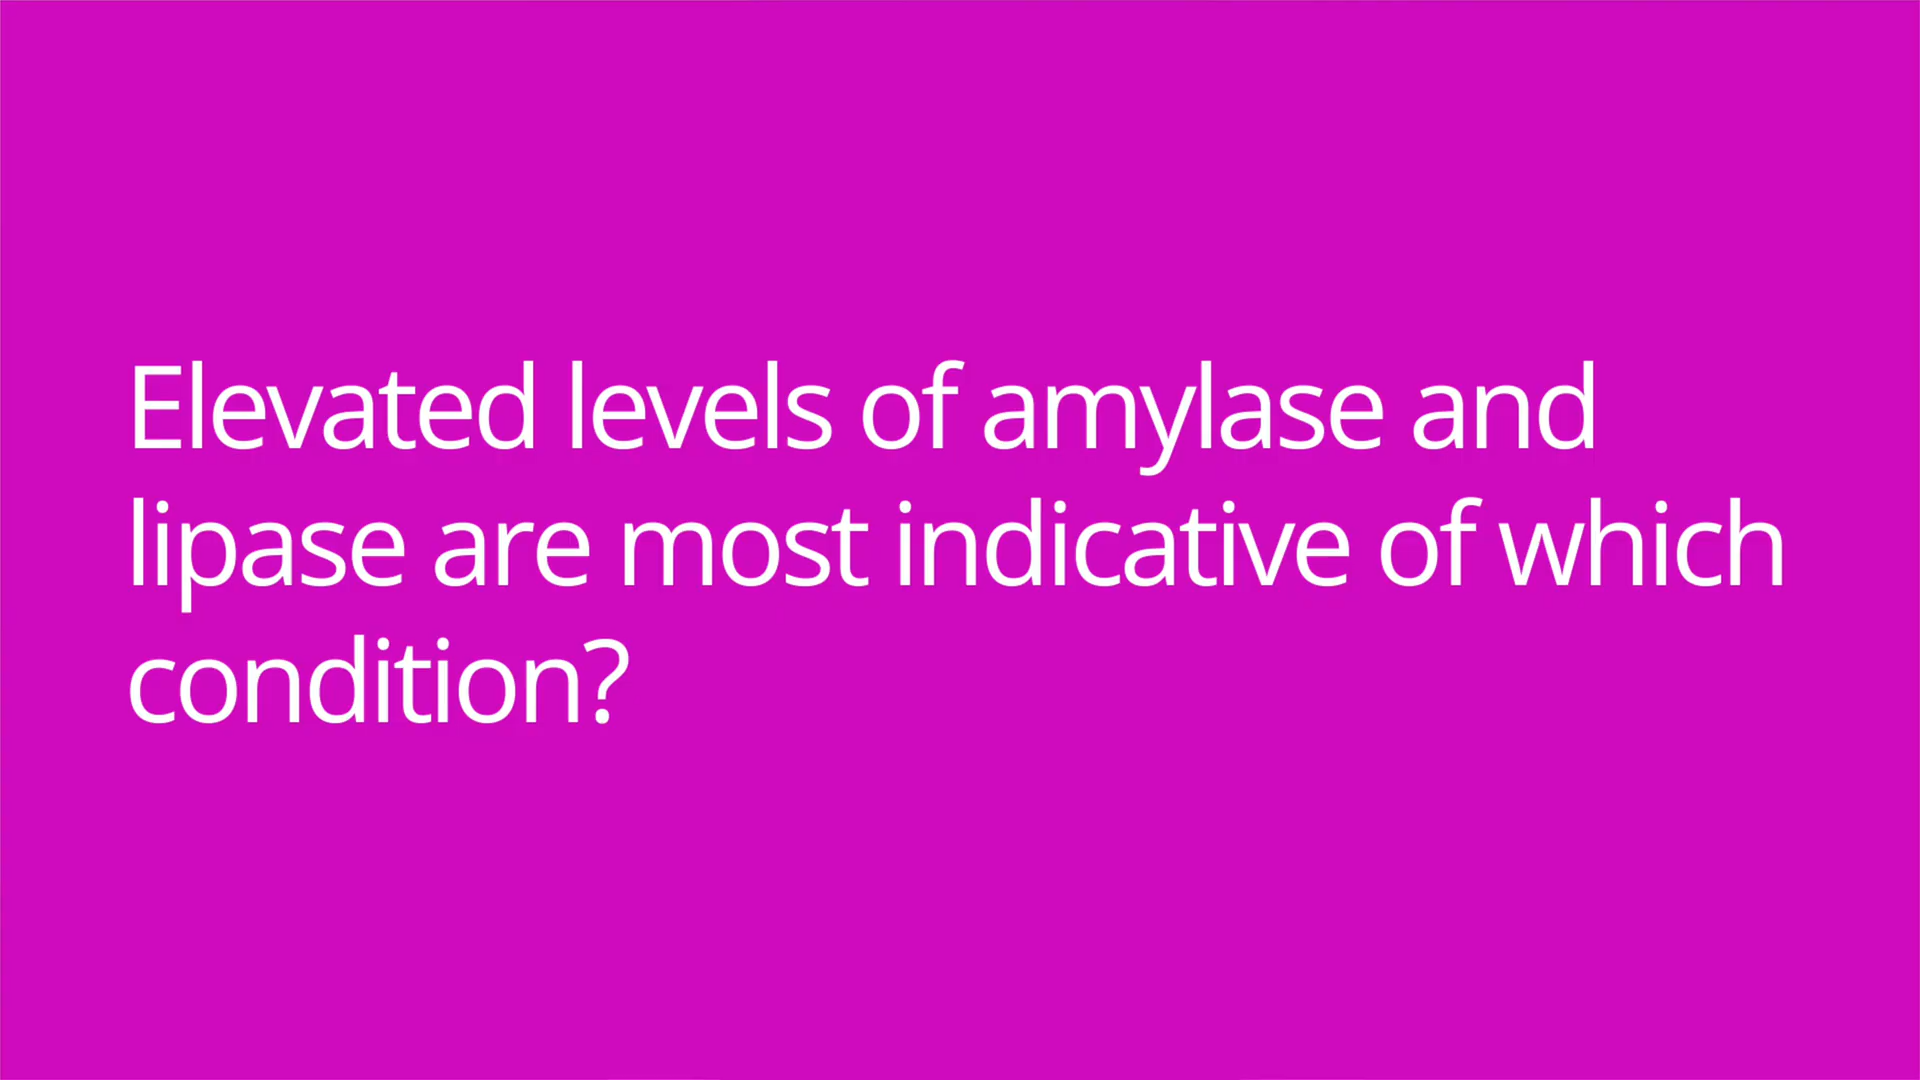 Elevated levels of amylase and
lipase are most indicative of which
condition?